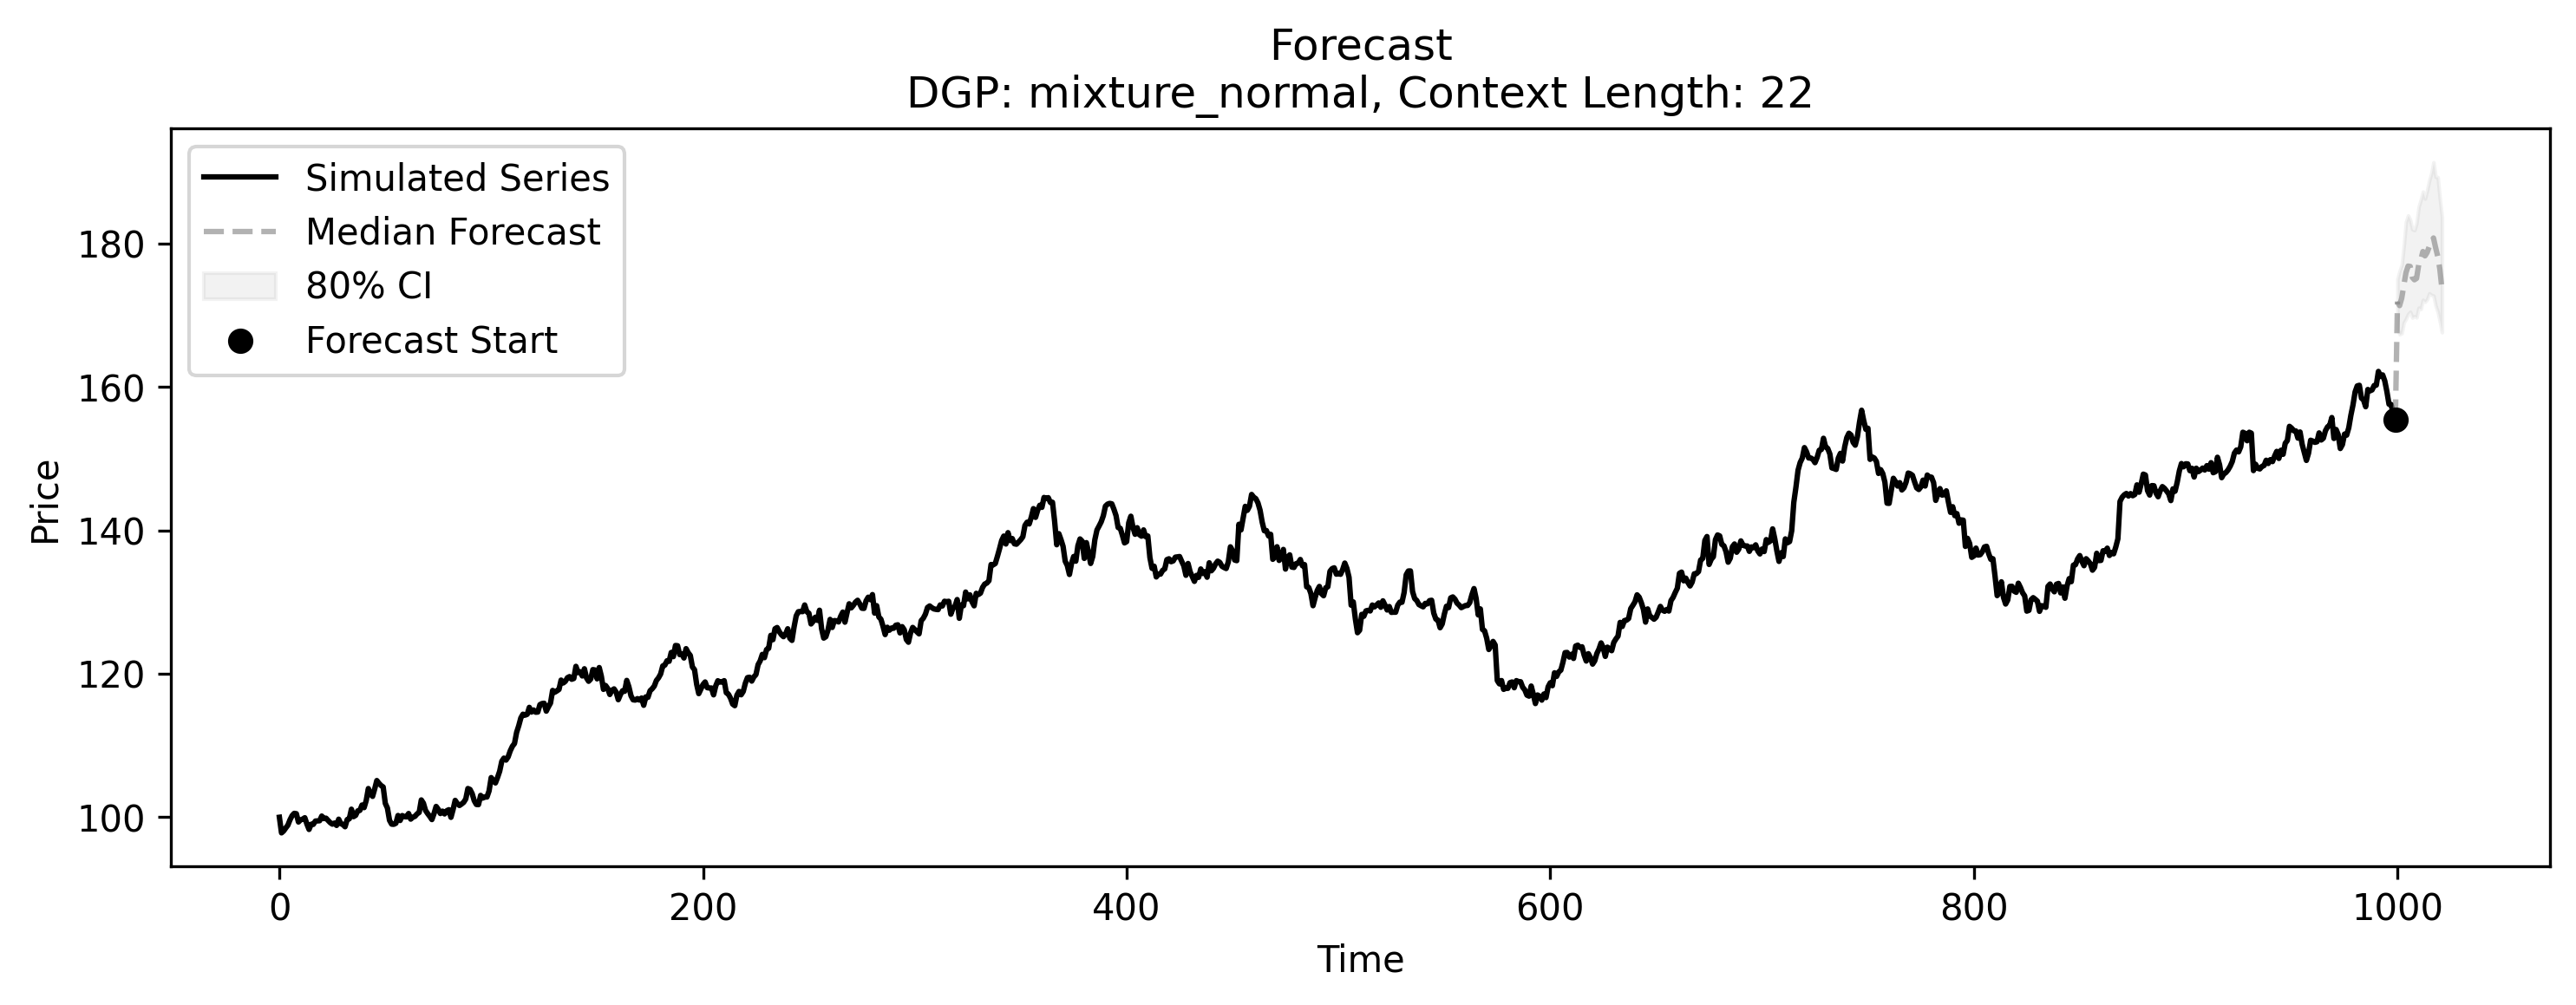 Forecast
DGP: mixture_normal, Context Length: 22
Simulated Series
Median Forecast
80% CI
Forecast Start
Price
180
160
140
120
100
0
200
400
600
800
1000
Time